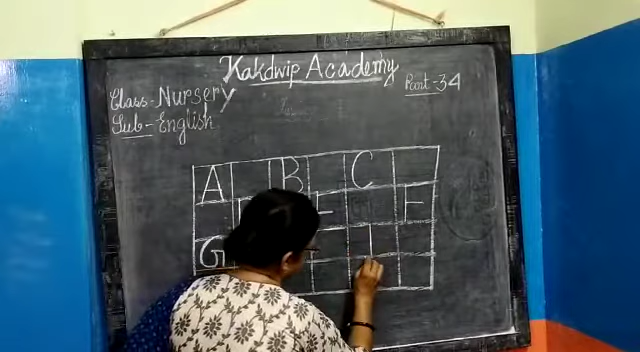 Kakdwip Academy
Part-34
Class-Nursery
Sub-English
A B C
F
G